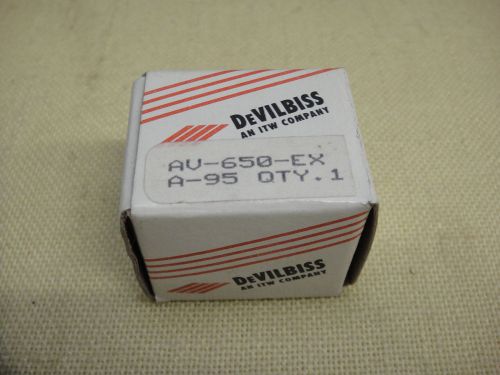 DEVILBISS
AN ITW COMPANY
AV-650-EX
A-95 QTY.1
DEVILBISS
AN ITW COMPANY